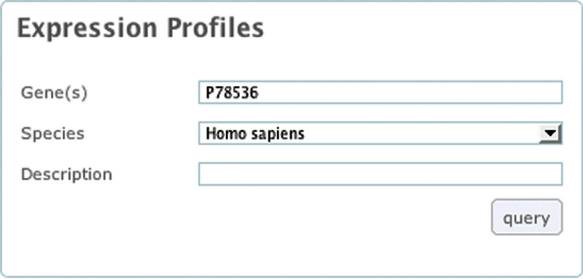 Expression Profiles
Gene(s) P78536
Species Homo sapiens
Description
query